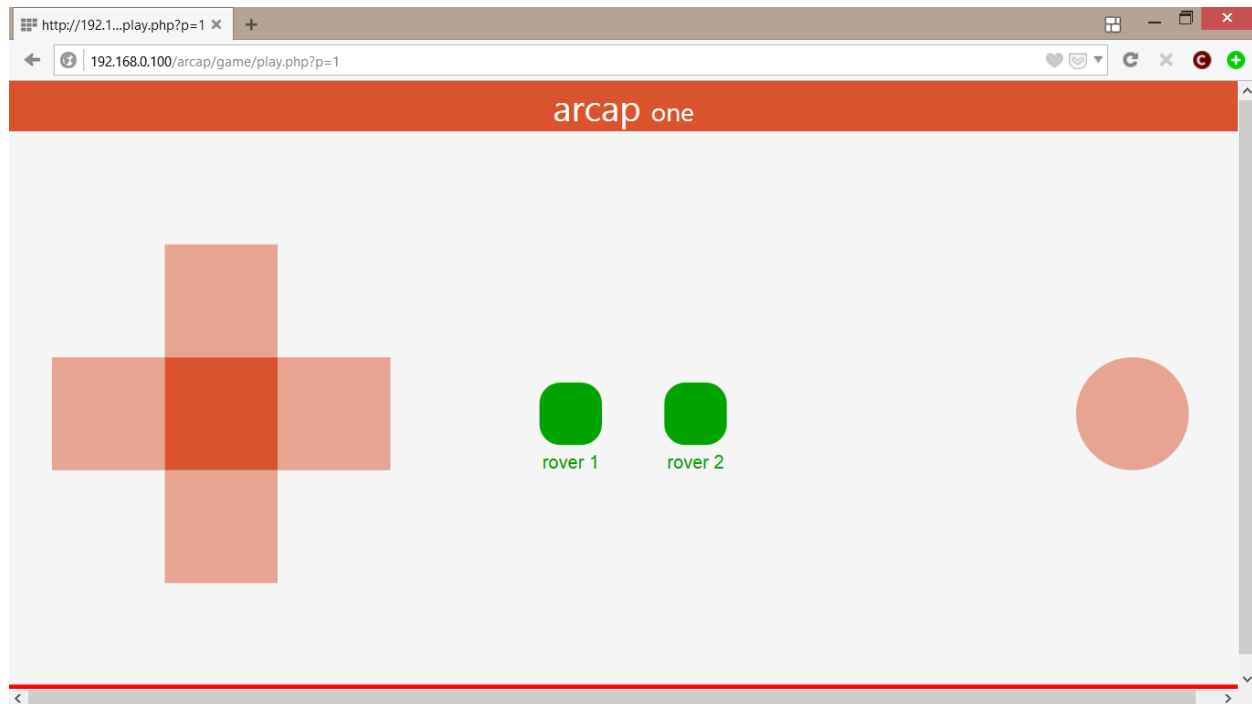 http://192.1...play.php?p=1
192.168.0.100/arcap/game/play.php?p=1
arcap one
rover 1
rover 2